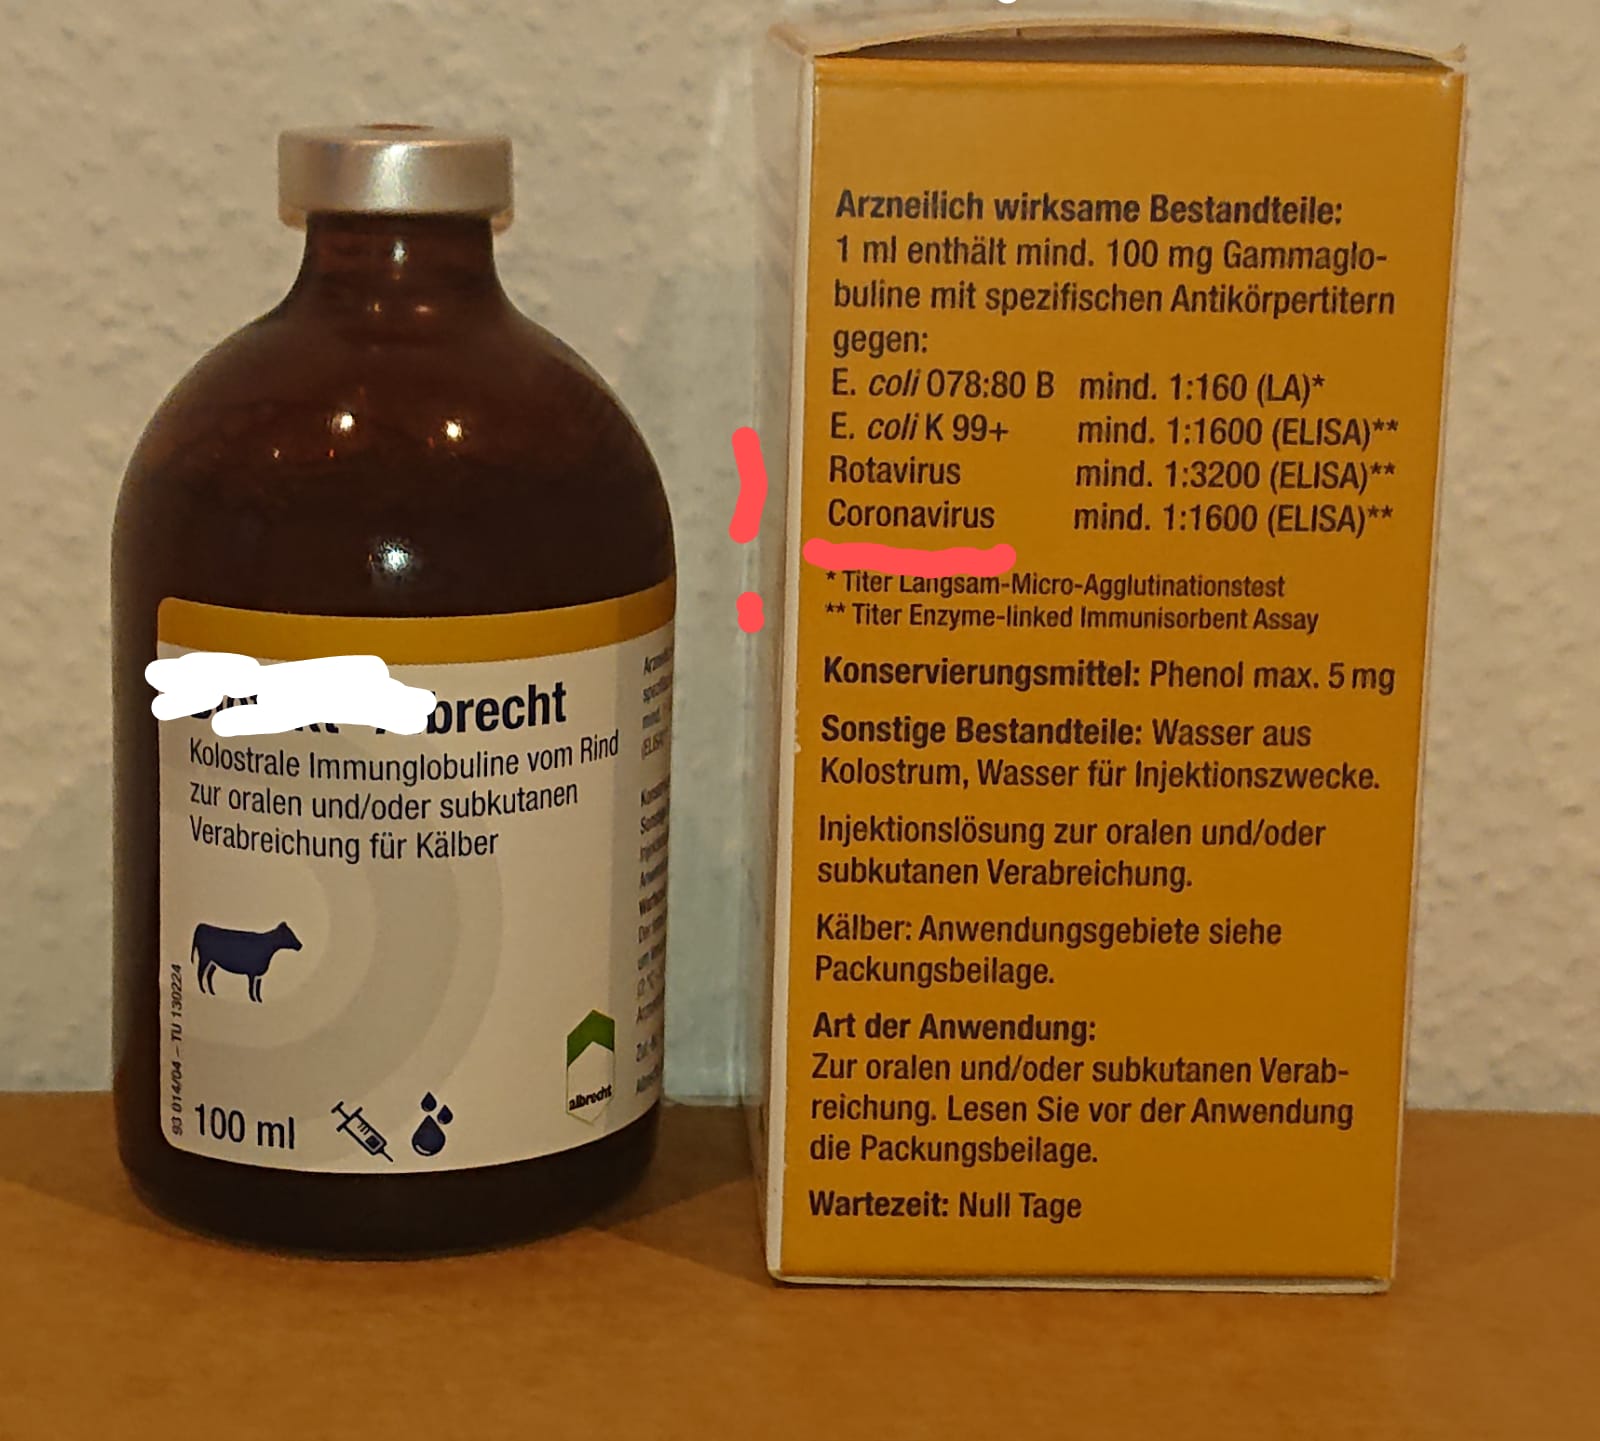 brecht
Kolostrale Immunglobuline vom Rind
zur oralen und/oder subkutanen
Verabreichung für Kälber
93 014/04 – TU 130224
100 ml
albrecht
Arzneilich wirksame Bestandteile:
1 ml enthält mind. 100 mg Gammaglo-
buline mit spezifischen Antikörpertitern
gegen:
E. coli 078:80 B mind. 1:160 (LA)*
E. coli K 99+ mind. 1:1600 (ELISA)**
Rotavirus mind. 1:3200 (ELISA)**
Coronavirus mind. 1:1600 (ELISA)**
* Titer Langsam-Micro-Agglutinationstest
** Titer Enzyme-linked Immunisorbent Assay
Konservierungsmittel: Phenol max. 5 mg
Sonstige Bestandteile: Wasser aus
Kolostrum, Wasser für Injektionszwecke.
Injektionslösung zur oralen und/oder
subkutanen Verabreichung.
Kälber: Anwendungsgebiete siehe
Packungsbeilage.
Art der Anwendung:
Zur oralen und/oder subkutanen Verab-
reichung. Lesen Sie vor der Anwendung
die Packungsbeilage.
Wartezeit: Null Tage